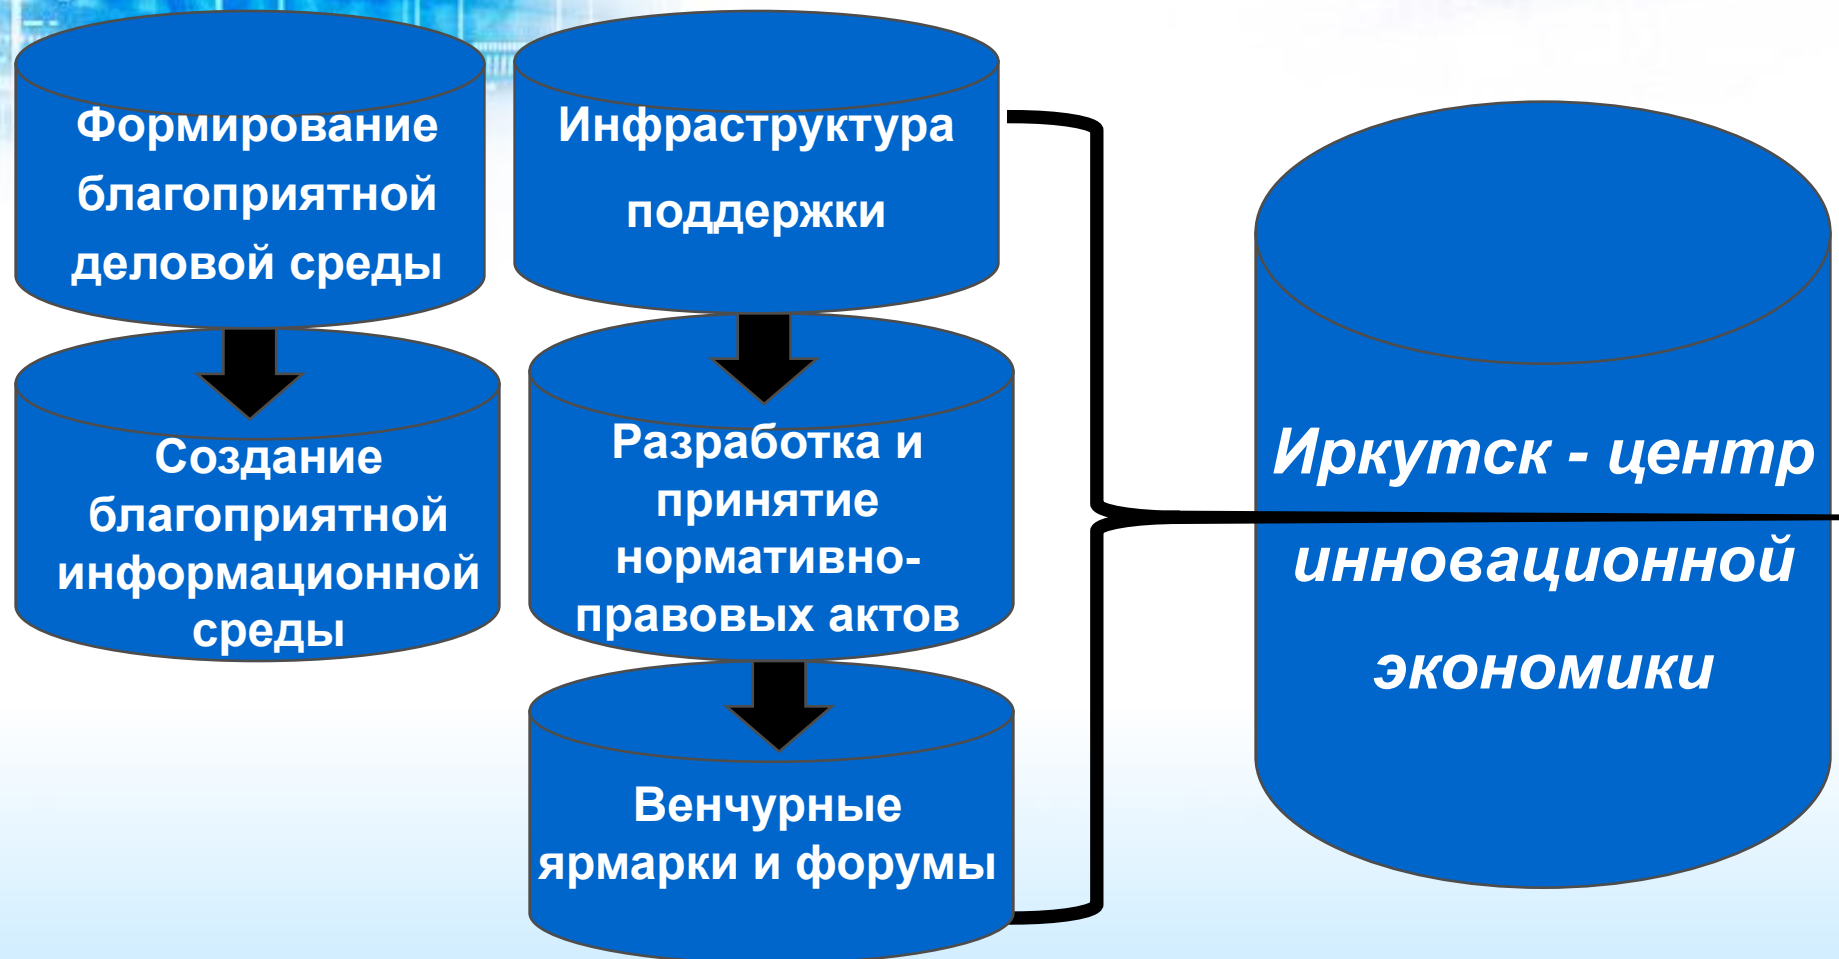 Формирование
благоприятной
деловой среды
Создание
благоприятной
информационной
среды
Инфраструктура
поддержки
Разработка и
принятие
нормативно-
правовых актов
Венчурные
ярмарки и форумы
Иркутск - центр
инновационной
экономики